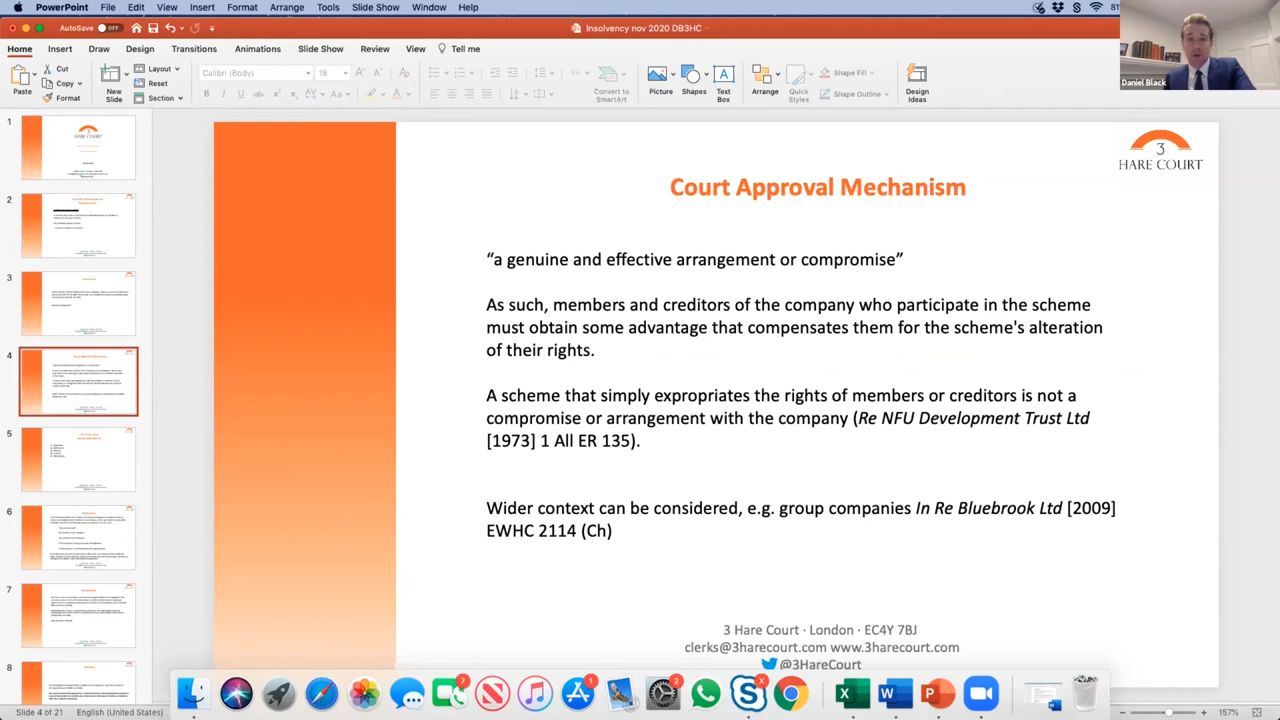 PowerPoint File Edit View Insert Format Arrange Tools Slide Show Window Help
AutoSave OFF Insolvency nov 2020 DB3HC
Home Insert Draw Design Transitions Animations Slide Show Review View Tell me
Paste Cut Copy Format New Slide Layout Reset Section Calibri (Body) 18 Convert to SmartArt Picture Shapes Text Box Arrange Quick Styles Shape Fill Shape Outline Design Ideas
Daniel Black
1
2
3
4
7
8
3
HARE COURT
Court Approval Mechanism
“a genuine and effective arrangement or compromise”
As such, members and creditors of the company who participate in the scheme
must obtain some advantage that compensates them for the scheme's alteration
of their rights.
A scheme that simply expropriates the rights of members or creditors is not a
compromise or arrangement with the company (Re NFU Development Trust Ltd
[1973] 1 All ER 135).
Wider context can be considered, e.g. group companies In re Bluebrook Ltd [2009]
EWHC 2114 (Ch)
3 Hare Court · London · EC4Y 7BJ
clerks@3harecourt.com www.3harecourt.com
@3HareCourt
Slide 4 of 21 English (United States)
157%